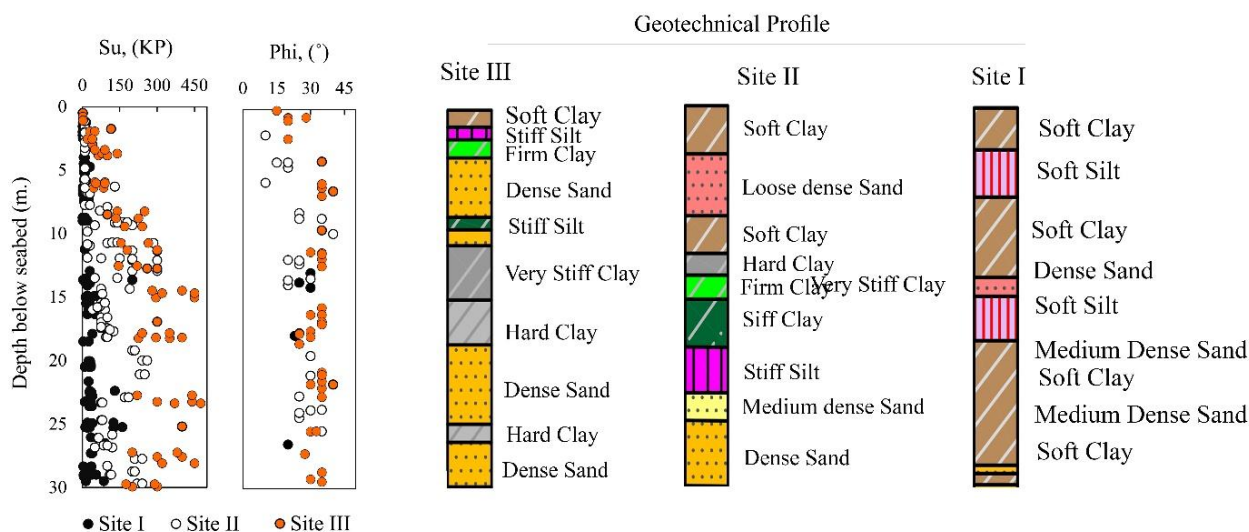 Geotechnical Profile
Su, (KP)
0 150 300 450
Phi, (°)
0 15 30 45
Depth below seabed (m.)
0
5
10
15
20
25
30
Site I
Site II
Site III
Site III
Soft Clay
Stiff Silt
Firm Clay
Dense Sand
Stiff Silt
Very Stiff Clay
Hard Clay
Dense Sand
Hard Clay
Dense Sand
Site II
Soft Clay
Loose dense Sand
Soft Clay
Hard Clay
Firm Clay
Very Stiff Clay
Siff Clay
Stiff Silt
Medium dense Sand
Dense Sand
Site I
Soft Clay
Soft Silt
Soft Clay
Dense Sand
Soft Silt
Medium Dense Sand
Soft Clay
Medium Dense Sand
Soft Clay